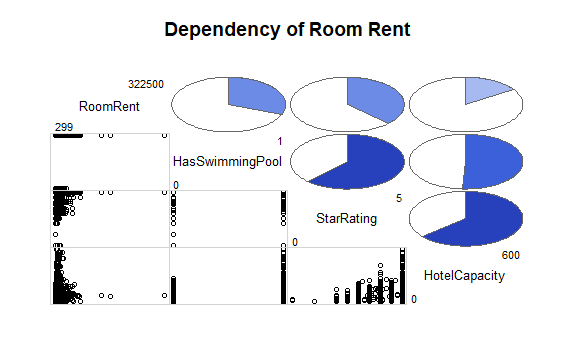 Dependency of Room Rent
322500
RoomRent
299
1
HasSwimmingPool
0
5
StarRating
0
600
HotelCapacity
0